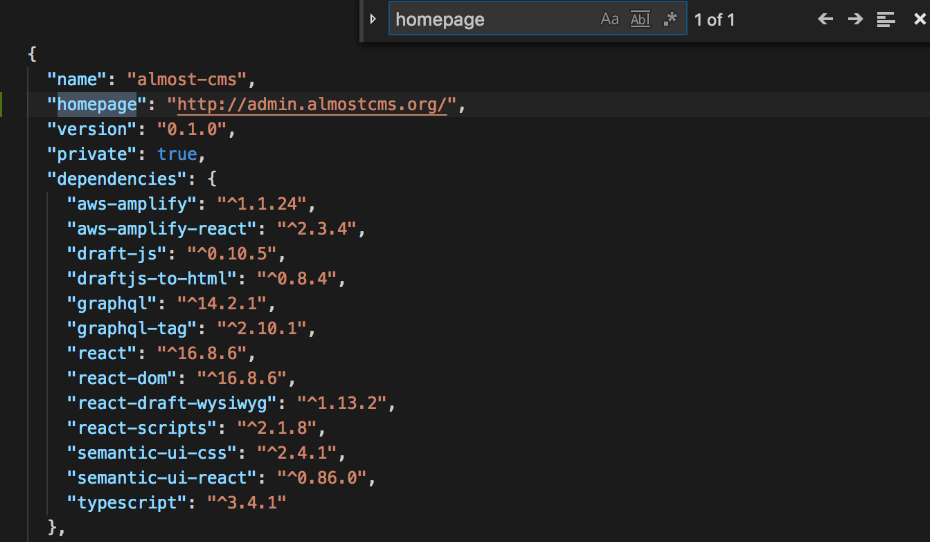 homepage Aa Abl .* 1 of 1
{
"name": "almost-cms",
"homepage": "http://admin.almostcms.org/",
"version": "0.1.0",
"private": true,
"dependencies": {
"aws-amplify": "^1.1.24",
"aws-amplify-react": "^2.3.4",
"draft-js": "^0.10.5",
"draftjs-to-html": "^0.8.4",
"graphql": "^14.2.1",
"graphql-tag": "^2.10.1",
"react": "^16.8.6",
"react-dom": "^16.8.6",
"react-draft-wysiwyg": "^1.13.2",
"react-scripts": "^2.1.8",
"semantic-ui-css": "^2.4.1",
"semantic-ui-react": "^0.86.0",
"typescript": "^3.4.1"
},